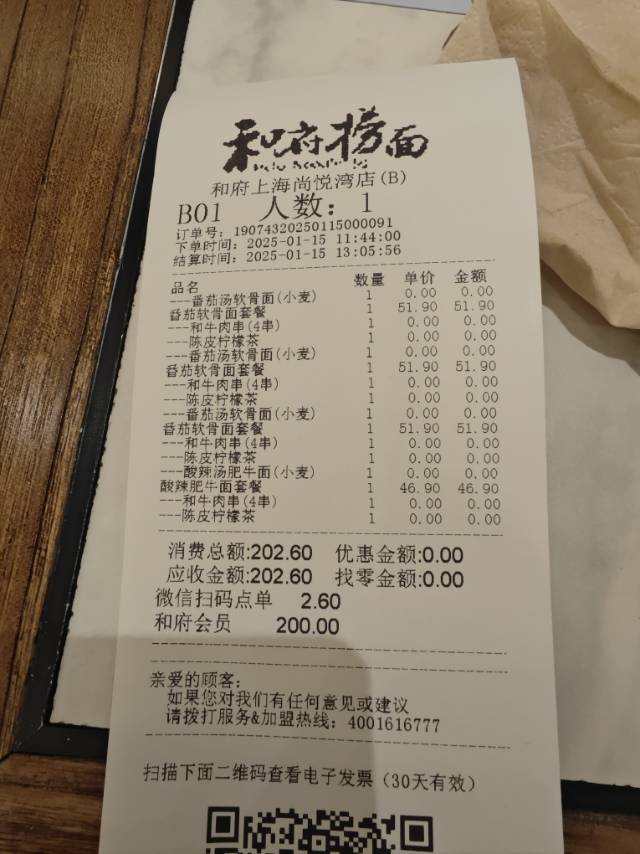 和府捞面
和府上海尚悦湾店(B)
B01 人数：1
订单号：19074320250115000091
下单时间：2025-01-15 11:44:00
结算时间：2025-01-15 13:05:56
品名 数量 单价 金额
---番茄汤软骨面(小麦) 1 0.00 0.00
番茄软骨面套餐 1 51.90 51.90
---和牛肉串(4串) 1 0.00 0.00
---陈皮柠檬茶 1 0.00 0.00
---番茄汤软骨面(小麦) 1 0.00 0.00
番茄软骨面套餐 1 51.90 51.90
---和牛肉串(4串) 1 0.00 0.00
---陈皮柠檬茶 1 0.00 0.00
---番茄汤软骨面(小麦) 1 0.00 0.00
番茄软骨面套餐 1 51.90 51.90
---和牛肉串(4串) 1 0.00 0.00
---陈皮柠檬茶 1 0.00 0.00
---酸辣汤肥牛面(小麦) 1 0.00 0.00
酸辣肥牛面套餐 1 46.90 46.90
---和牛肉串(4串) 1 0.00 0.00
---陈皮柠檬茶 1 0.00 0.00
消费总额:202.60 优惠金额:0.00
应收金额:202.60 找零金额:0.00
微信扫码点单 2.60
和府会员 200.00
亲爱的顾客：
如果您对我们有任何意见或建议
请拨打服务&加盟热线：4001616777
扫描下面二维码查看电子发票（30天有效）